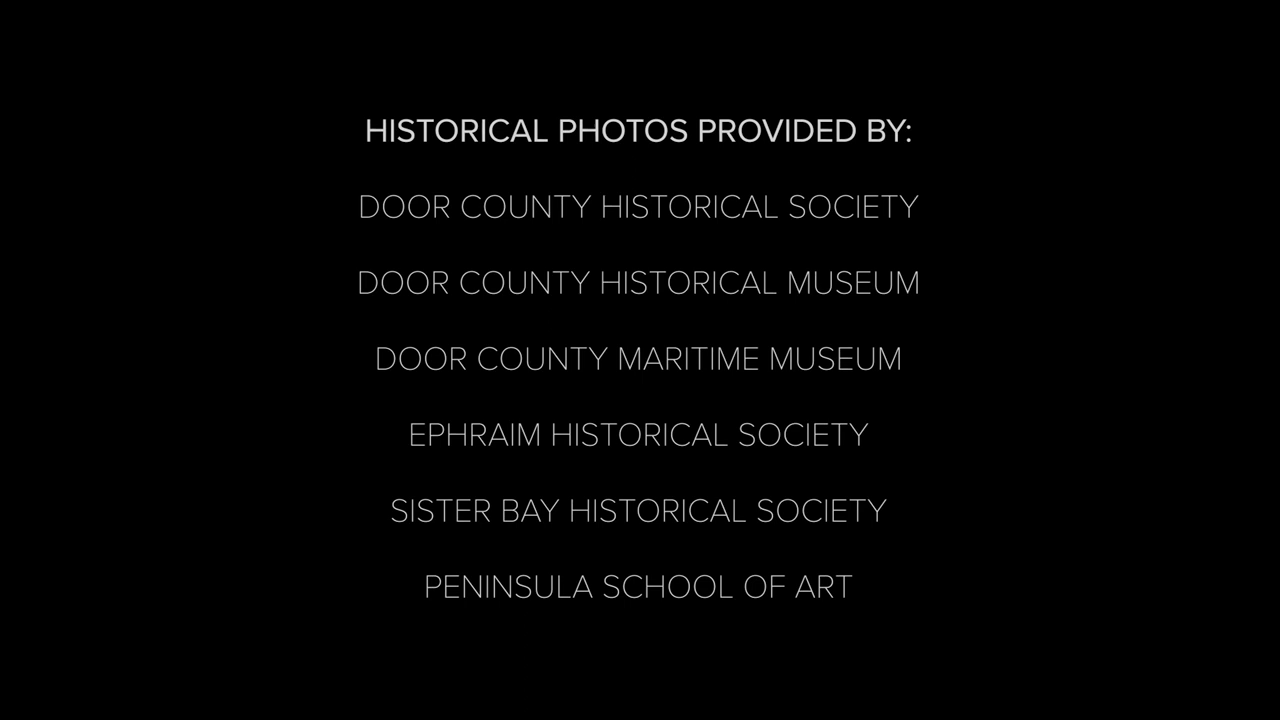 HISTORICAL PHOTOS PROVIDED BY:
DOOR COUNTY HISTORICAL SOCIETY
DOOR COUNTY HISTORICAL MUSEUM
DOOR COUNTY MARITIME MUSEUM
EPHRAIM HISTORICAL SOCIETY
SISTER BAY HISTORICAL SOCIETY
PENINSULA SCHOOL OF ART